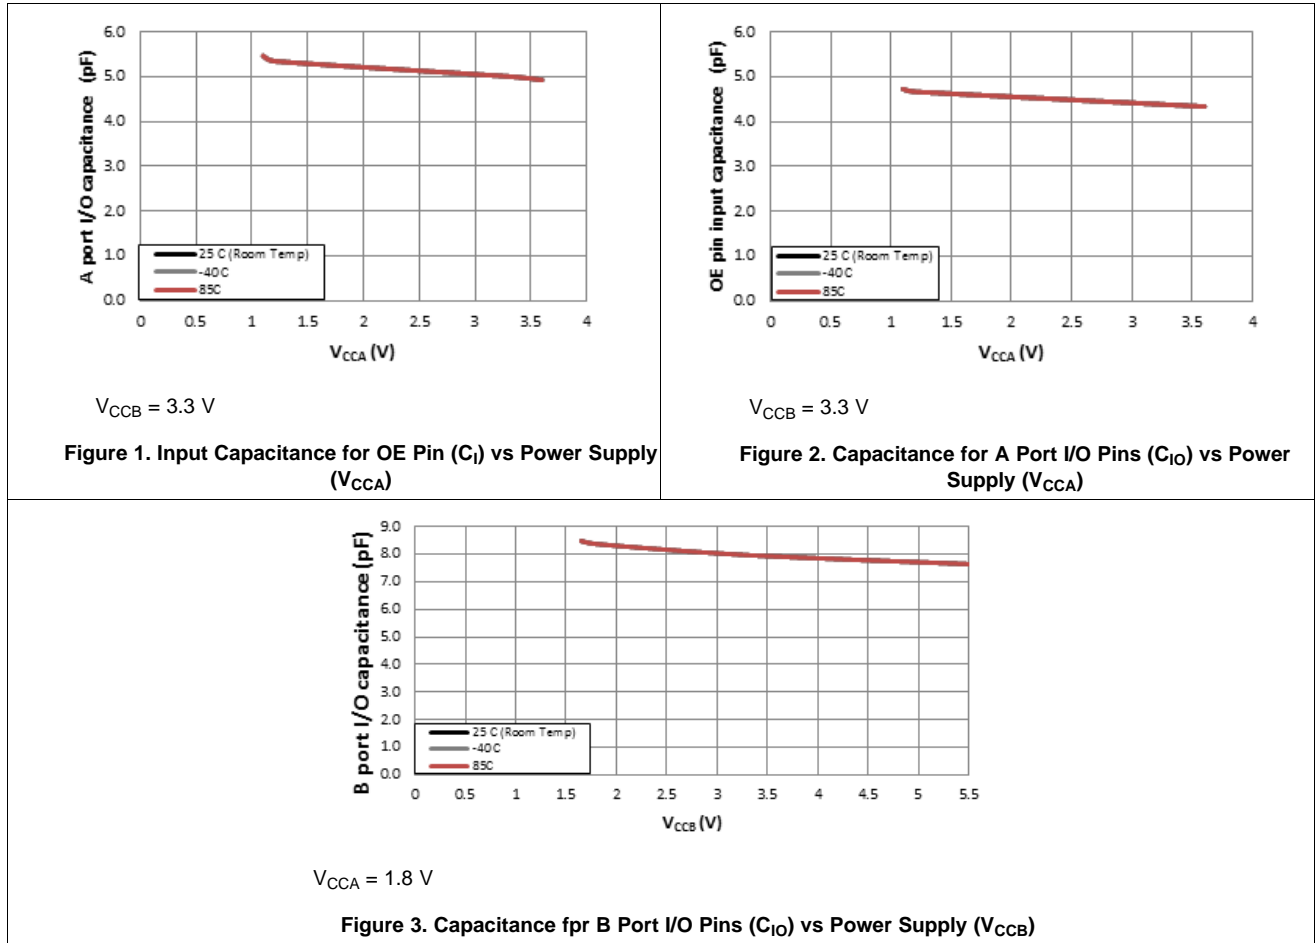 A port I/O capacitance (pF)
6.0
5.0
4.0
3.0
2.0
1.0
0.0
25 C (Room Temp)
-40C
85C
0 0.5 1 1.5 2 2.5 3 3.5 4
VCCA (V)
VCCB = 3.3 V
Figure 1. Input Capacitance for OE Pin (CI) vs Power Supply
(VCCA)
OE pin input capacitance (pF)
6.0
5.0
4.0
3.0
2.0
1.0
0.0
25 C (Room Temp)
-40C
85C
0 0.5 1 1.5 2 2.5 3 3.5 4
VCCA (V)
VCCB = 3.3 V
Figure 2. Capacitance for A Port I/O Pins (CIO) vs Power
Supply (VCCA)
B port I/O capacitance (pF)
9.0
8.0
7.0
6.0
5.0
4.0
3.0
2.0
1.0
0.0
25 C (Room Temp)
-40C
85C
0 0.5 1 1.5 2 2.5 3 3.5 4 4.5 5 5.5
VCCB (V)
VCCA = 1.8 V
Figure 3. Capacitance fpr B Port I/O Pins (CIO) vs Power Supply (VCCB)